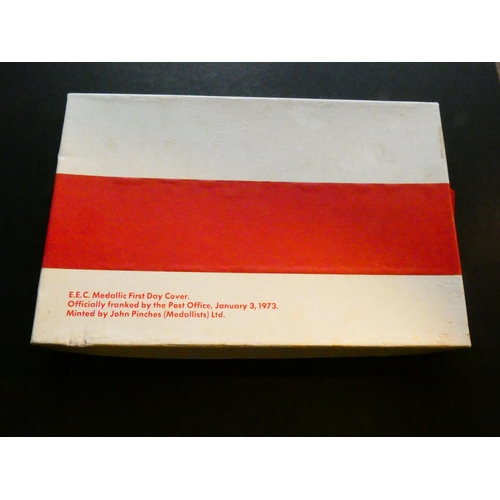 E.E.C. Medallic First Day Cover.
Officially franked by the Post Office, January 3, 1973.
Minted by John Pinches (Medallists) Ltd.